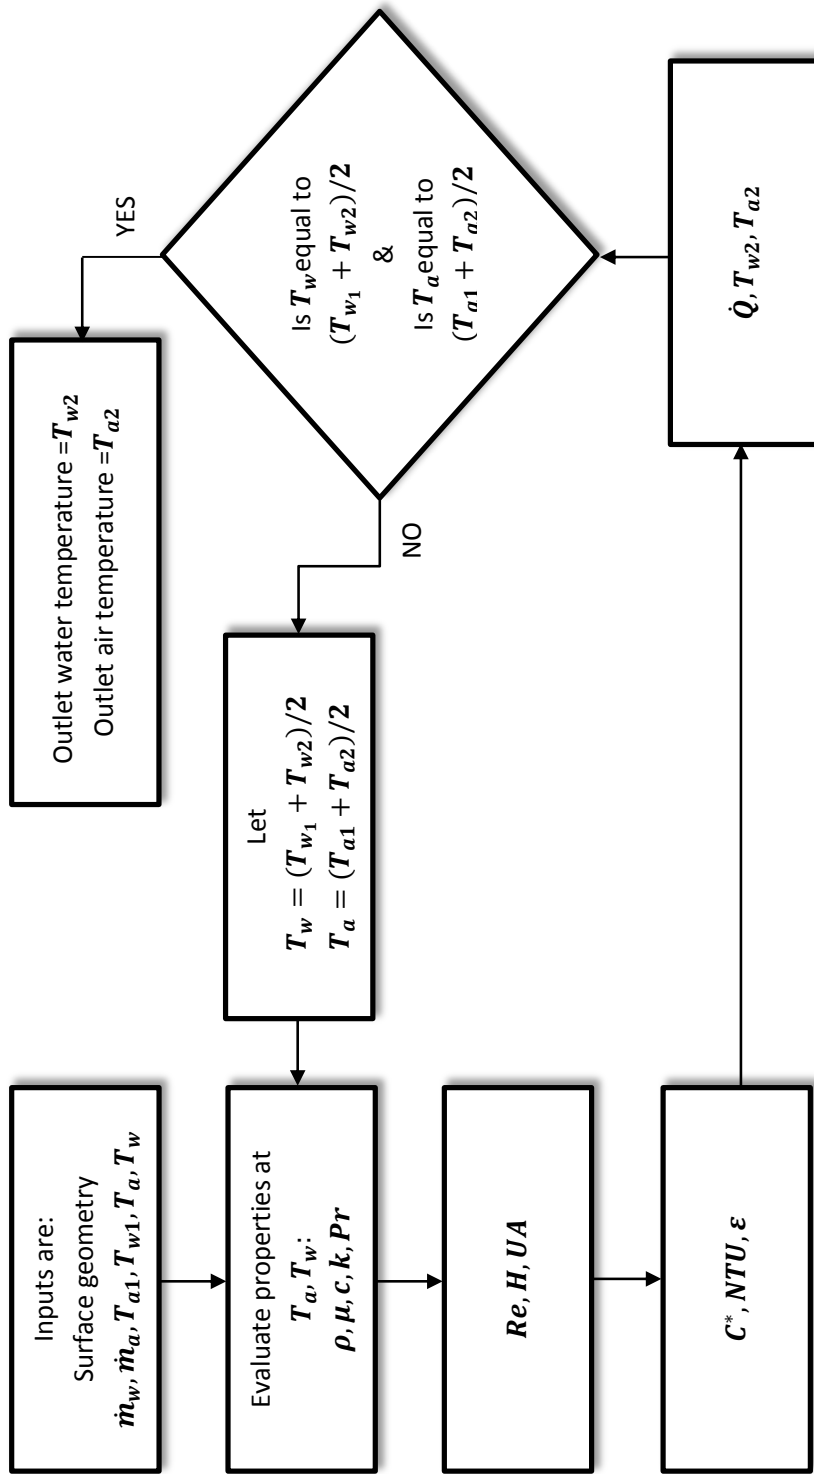 Inputs are:
Surface geometry
ṁ_w, ṁ_a, T_a1, T_w1, T_a, T_w
Evaluate properties at
T_a, T_w:
ρ, μ, c, k, Pr
Re, H, UA
C*, NTU, ε
Q̇, T_w2, T_a2
Is T_w equal to
(T_w1 + T_w2)/2
&
Is T_a equal to
(T_a1 + T_a2)/2
NO
Let
T_w = (T_w1 + T_w2)/2
T_a = (T_a1 + T_a2)/2
YES
Outlet water temperature =T_w2
Outlet air temperature =T_a2